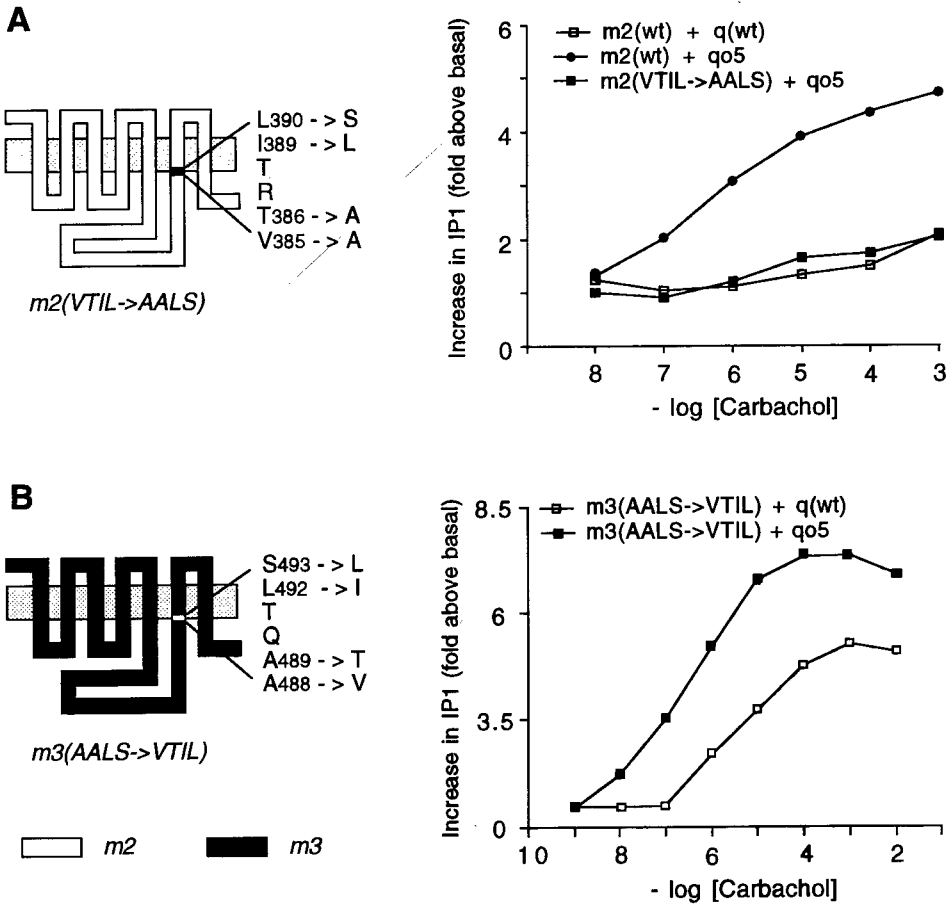 A
L390 -> S
I389 -> L
T
R
T386 -> A
V385 -> A
m2(VTIL->AALS)
Increase in IP1 (fold above basal)
6
4
2
0
m2(wt) + q(wt)
m2(wt) + qo5
m2(VTIL->AALS) + qo5
8 7 6 5 4 3
- log [Carbachol]
B
S493 -> L
L492 -> I
T
Q
A489 -> T
A488 -> V
m3(AALS->VTIL)
m2
m3
Increase in IP1 (fold above basal)
8.5
6
3.5
0
m3(AALS->VTIL) + q(wt)
m3(AALS->VTIL) + qo5
10 8 6 4 2
- log [Carbachol]